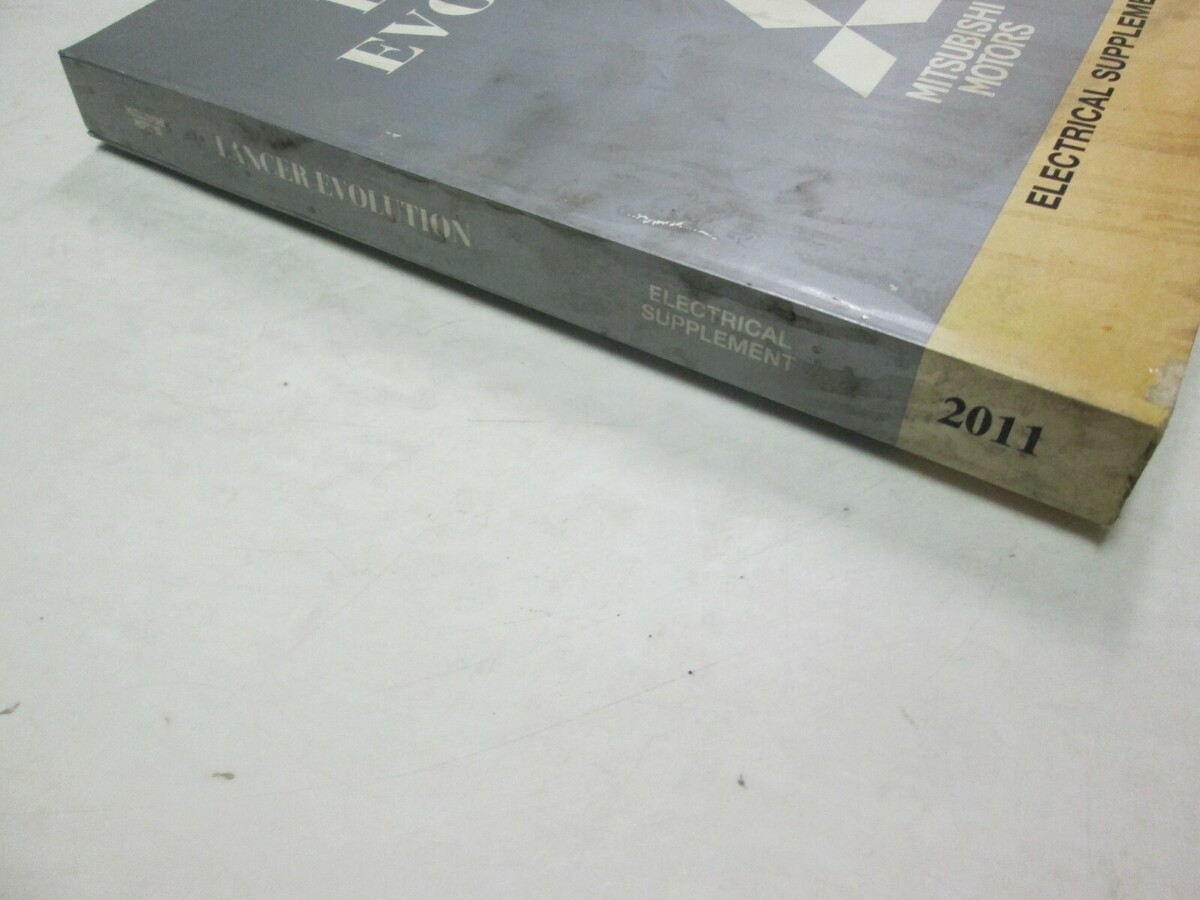 EVO
MITSUBISHI
MOTORS
ELECTRICAL SUPPLEME
LANCER EVOLUTION
ELECTRICAL
SUPPLEMENT
2011